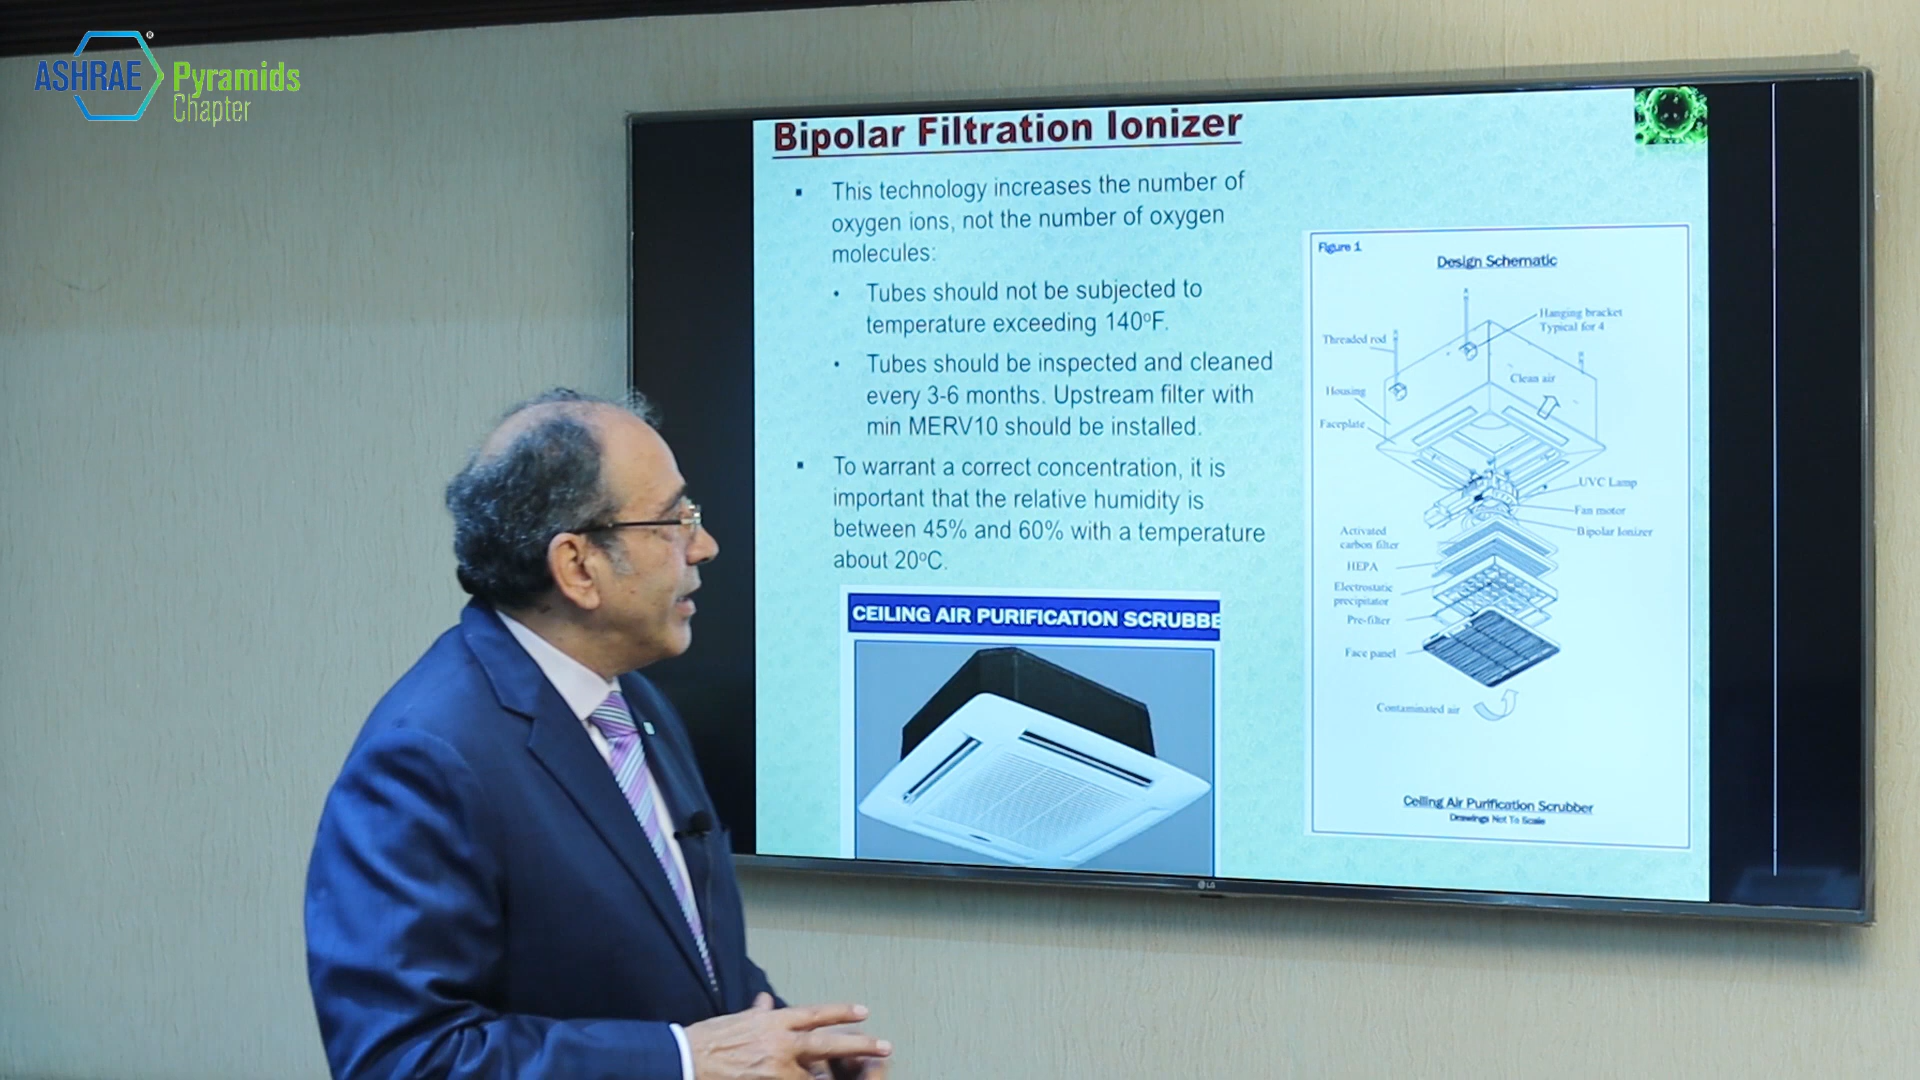 ASHRAE®
Pyramids
Chapter
Bipolar Filtration Ionizer
▪ This technology increases the number of
oxygen ions, not the number of oxygen
molecules:
• Tubes should not be subjected to
temperature exceeding 140ºF.
• Tubes should be inspected and cleaned
every 3-6 months. Upstream filter with
min MERV10 should be installed.
▪ To warrant a correct concentration, it is
important that the relative humidity is
between 45% and 60% with a temperature
about 20ºC.
CEILING AIR PURIFICATION SCRUBBE
Figure 1
Design Schematic
Hanging bracket
Typical for 4
Threaded rod
Clean air
Housing
Faceplate
UVC Lamp
Fan motor
Bipolar Ionizer
Activated
carbon filter
HEPA
Electrostatic
precipitator
Pre-filter
Face panel
Contaminated air
Ceiling Air Purification Scrubber
Drawings Not To Scale
LG